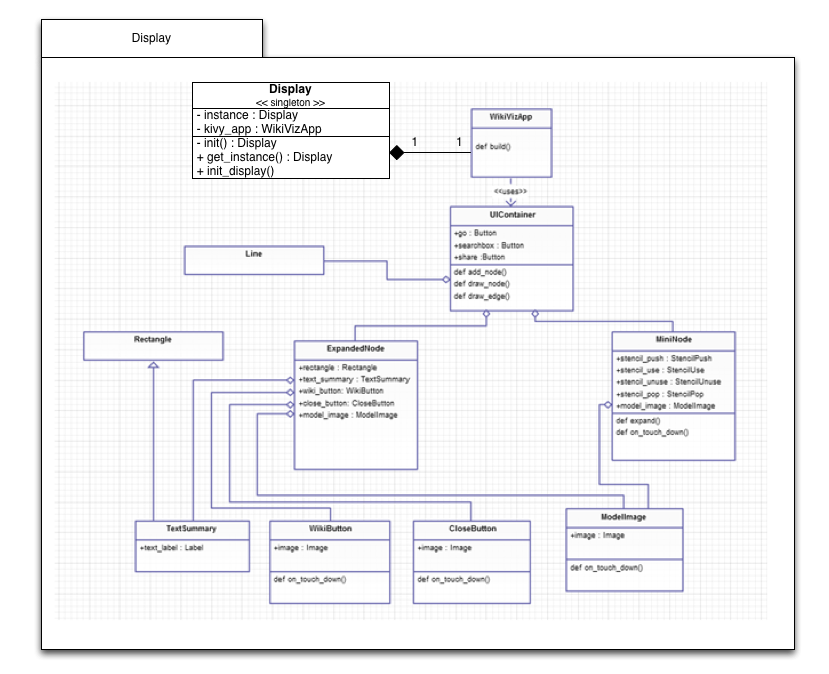 Display
Display
<< singleton >>
- instance : Display
- kivy_app : WikiVizApp
- init() : Display
+ get_instance() : Display
+ init_display()
1
1
WikiVizApp
def build()
<<uses>>
UIContainer
+go : Button
+searchbox : Button
+share :Button
def add_node()
def draw_node()
def draw_edge()
Line
Rectangle
ExpandedNode
+rectangle : Rectangle
+text_summary : TextSummary
+wiki_button: WikiButton
+close_button: CloseButton
+model_image : ModelImage
MiniNode
+stencil_push : StencilPush
+stencil_use : StencilUse
+stencil_unuse : StencilUnuse
+stencil_pop : StencilPop
+model_image : ModelImage
def expand()
def on_touch_down()
TextSummary
+text_label : Label
WikiButton
+image : Image
def on_touch_down()
CloseButton
+image : Image
def on_touch_down()
ModelImage
+image : Image
def on_touch_down()